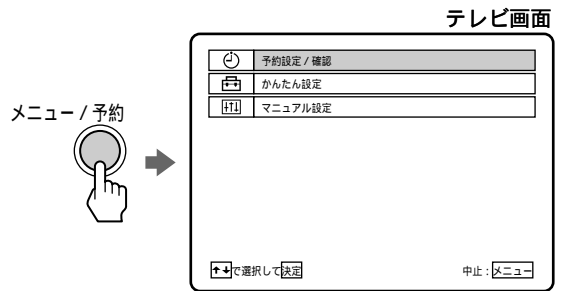 テレビ画面
メニュー / 予約
予約設定 / 確認
かんたん設定
マニュアル設定
↑↓で選択して決定
中止 : メニュー